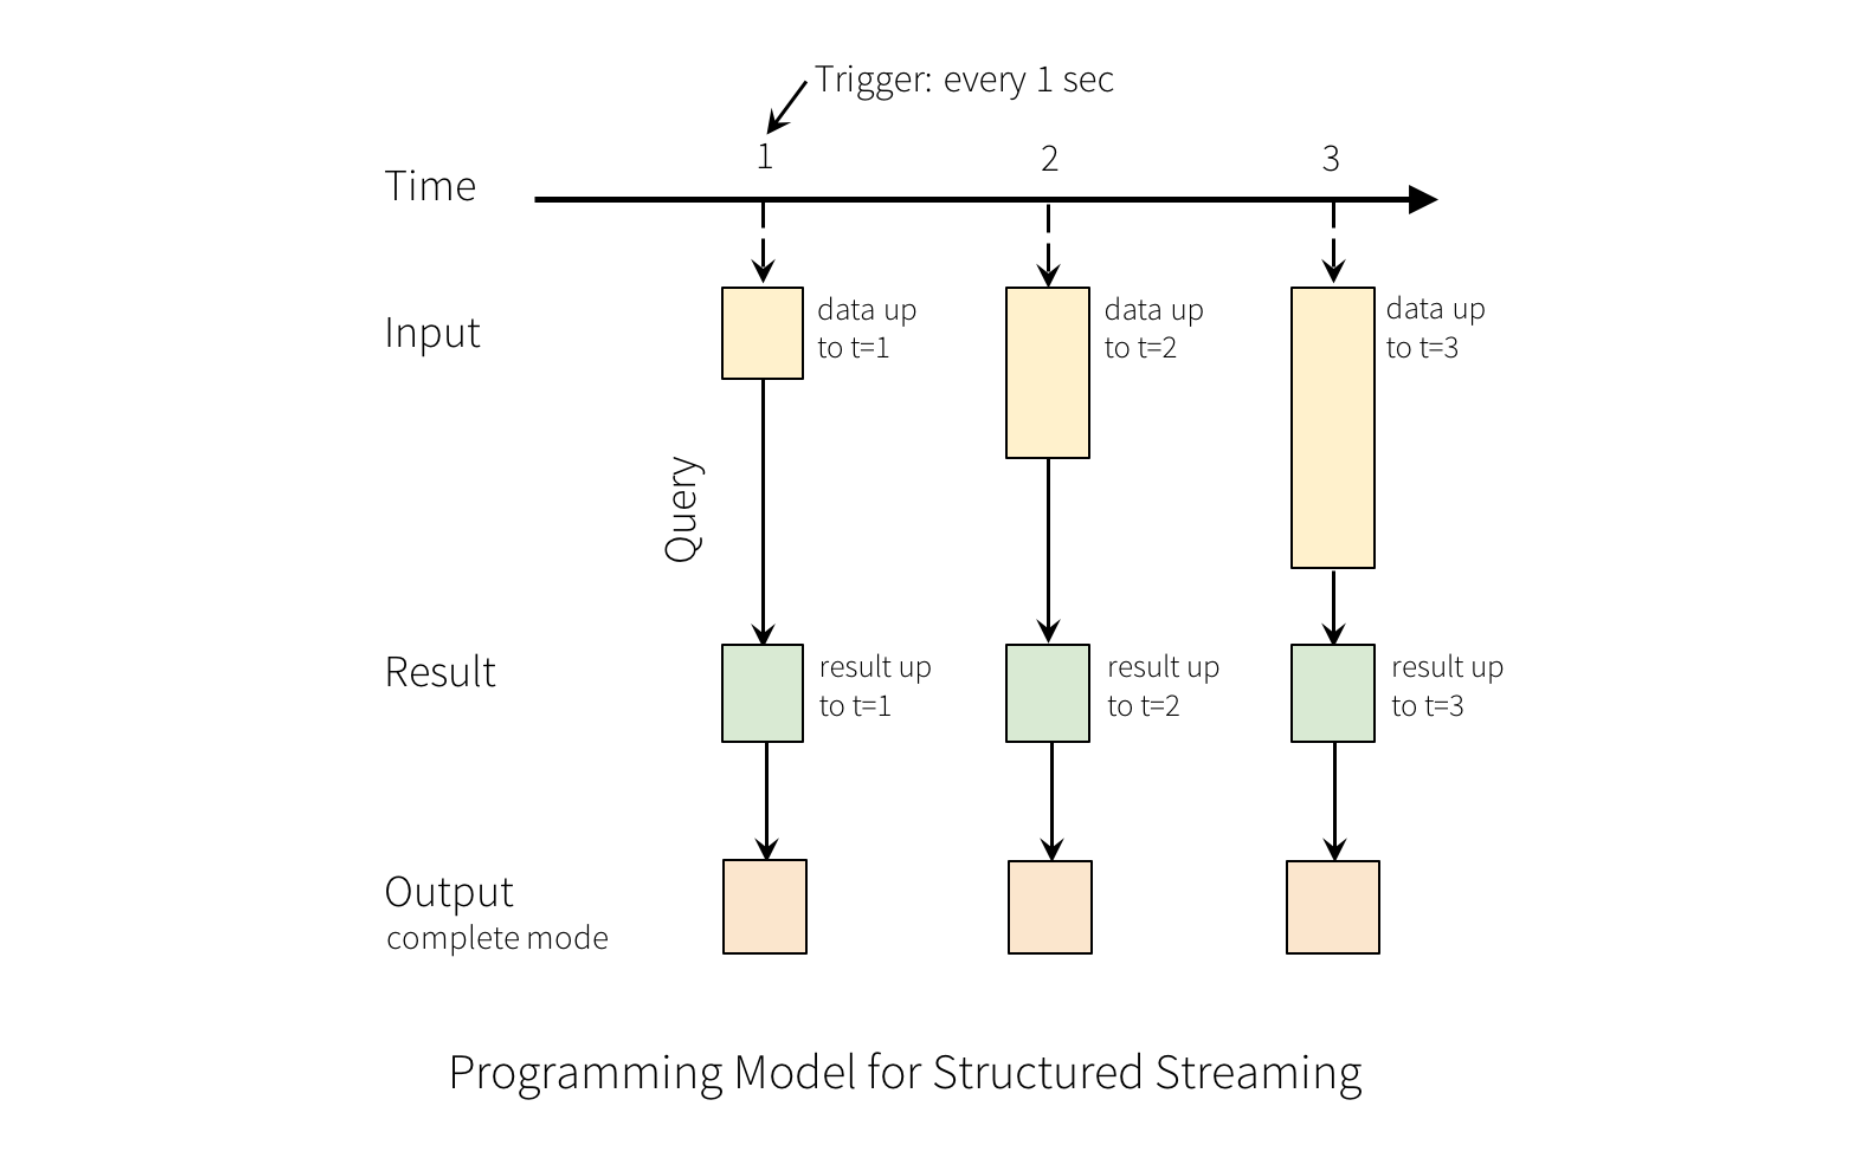 Trigger: every 1 sec
1
2
3
Time
Input
data up
to t=1
data up
to t=2
data up
to t=3
Query
Result
result up
to t=1
result up
to t=2
result up
to t=3
Output
complete mode
Programming Model for Structured Streaming